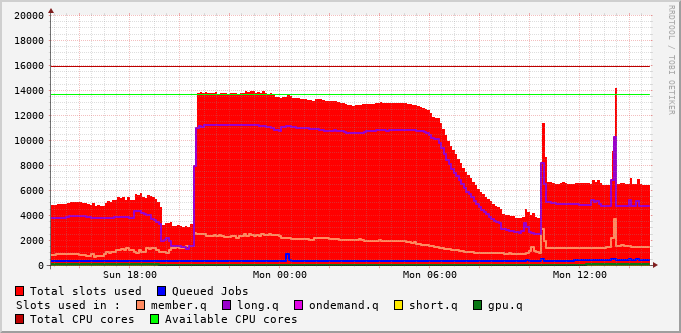 20000
18000
16000
14000
12000
10000
8000
6000
4000
2000
0
Sun 18:00 Mon 00:00 Mon 06:00 Mon 12:00
Total slots used Queued Jobs
Slots used in : member.q long.q ondemand.q short.q gpu.q
Total CPU cores Available CPU cores
RRDTOOL / TOBI OETIKER